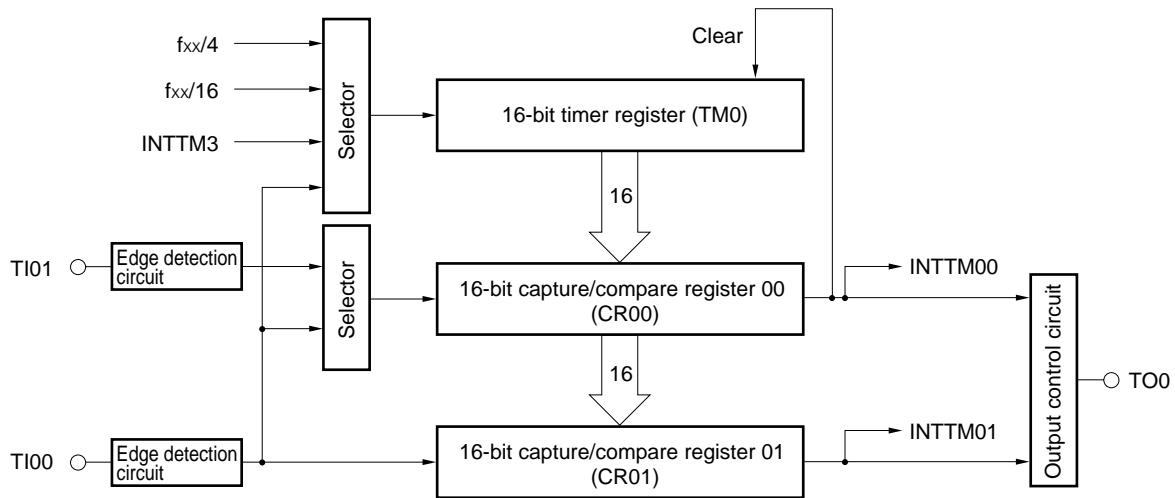 Clear
fxx/4
fxx/16
INTTM3
Selector
16-bit timer register (TM0)
16
TI01
Edge detection
circuit
Selector
16-bit capture/compare register 00
(CR00)
INTTM00
16
Output control circuit
TO0
TI00
Edge detection
circuit
16-bit capture/compare register 01
(CR01)
INTTM01